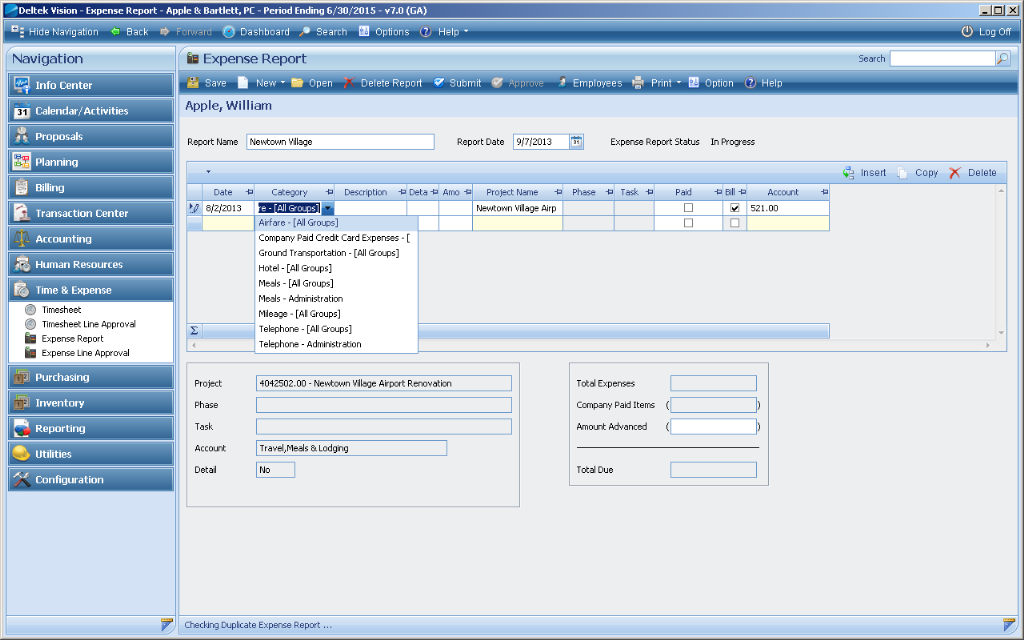 Deltek Vision - Expense Report - Apple & Bartlett, PC - Period Ending 6/30/2015 - v7.0 (GA)
Hide Navigation Back Forward Dashboard Search Options Help Log Off
Navigation
Info Center
31 Calendar/Activities
Proposals
Planning
Billing
Transaction Center
Accounting
Human Resources
Time & Expense
Timesheet
Timesheet Line Approval
Expense Report
Expense Line Approval
Purchasing
Inventory
Reporting
Utilities
Configuration
Expense Report Search
Save New Open Delete Report Submit Approve Employees Print Option Help
Apple, William
Report Name Newtown Village Report Date 9/7/2013 31 Expense Report Status In Progress
Insert Copy Delete
Date Category Description Deta Amo Project Name Phase Task Paid Bill Account
8/2/2013 re - [All Groups] Newtown Village Airp 521.00
Airfare - [All Groups]
Company Paid Credit Card Expenses - [
Ground Transportation - [All Groups]
Hotel - [All Groups]
Meals - [All Groups]
Meals - Administration
Mileage - [All Groups]
Telephone - [All Groups]
Telephone - Administration
Σ
Project 4042502.00 - Newtown Village Airport Renovation
Phase
Task
Account Travel,Meals & Lodging
Detail No
Total Expenses
Company Paid Items ( )
Amount Advanced ( )
Total Due
Checking Duplicate Expense Report ...